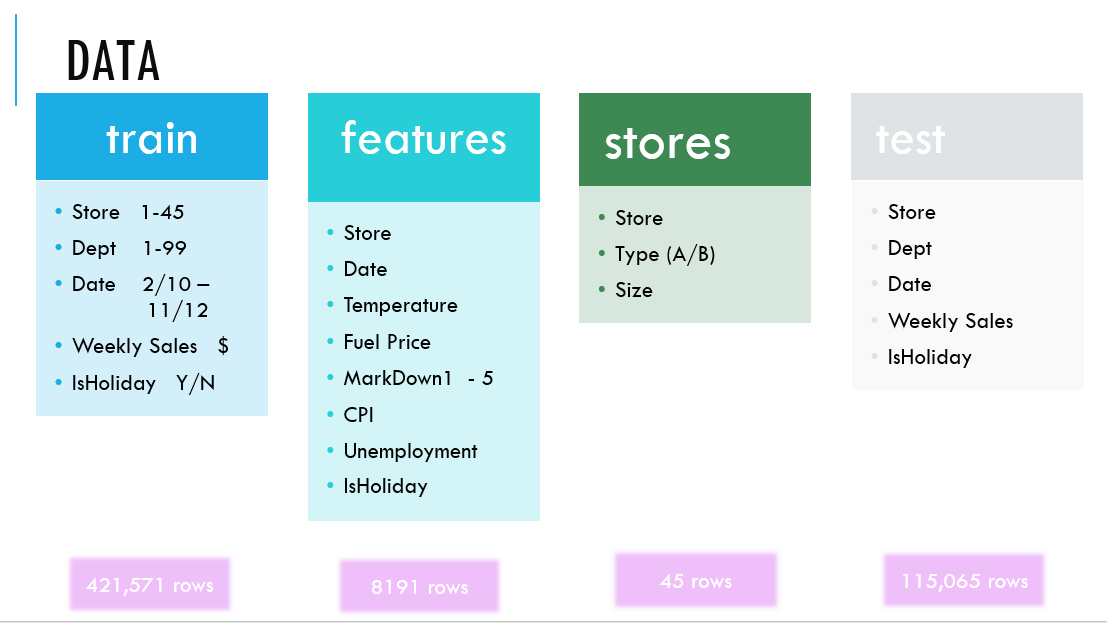 DATA
train
• Store 1-45
• Dept 1-99
• Date 2/10 –
11/12
• Weekly Sales $
• IsHoliday Y/N
421,571 rows
features
• Store
• Date
• Temperature
• Fuel Price
• MarkDown1 - 5
• CPI
• Unemployment
• IsHoliday
8191 rows
stores
• Store
• Type (A/B)
• Size
45 rows
test
• Store
• Dept
• Date
• Weekly Sales
• IsHoliday
115,065 rows